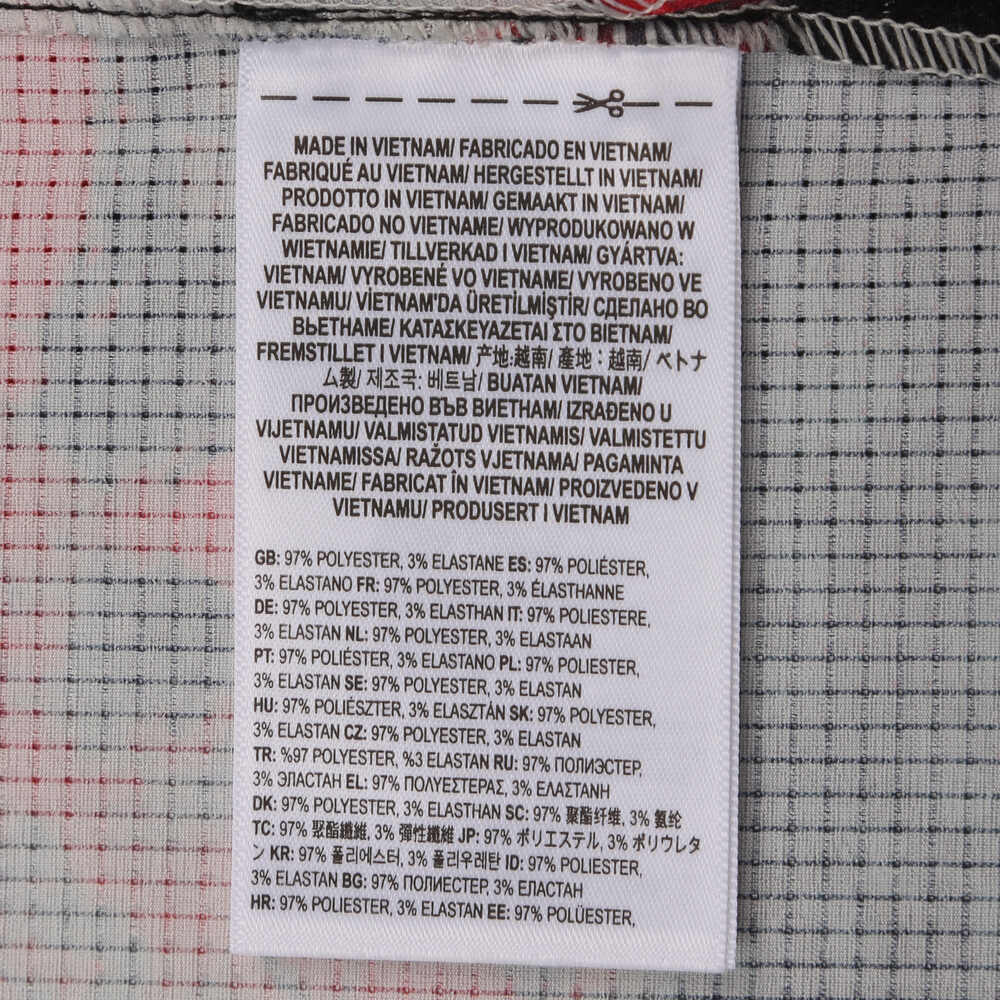 MADE IN VIETNAM/ FABRICADO EN VIETNAM/
FABRIQUÉ AU VIETNAM/ HERGESTELLT IN VIETNAM/
PRODOTTO IN VIETNAM/ GEMAAKT IN VIETNAM/
FABRICADO NO VIETNAME/ WYPRODUKOWANO W
WIETNAMIE/ TILLVERKAD I VIETNAM/ GYÁRTVA:
VIETNAM/ VYROBENÉ VO VIETNAME/ VYROBENO VE
VIETNAMU/ VİETNAM'DA ÜRETİLMİŞTİR/ СДЕЛАНО ВО
ВЬЕТНАМЕ/ ΚΑΤΑΣΚΕΥΑΖΕΤΑΙ ΣΤΟ ΒΙΕΤΝΑΜ/
FREMSTILLET I VIETNAM/ 产地:越南/ 產地：越南/ ベトナ
ム製/ 제조국: 베트남/ BUATAN VIETNAM/
ПРОИЗВЕДЕНО ВЪВ ВИЕТНАМ/ IZRAĐENO U
VIJETNAMU/ VALMISTATUD VIETNAMIS/ VALMISTETTU
VIETNAMISSA/ RAŽOTS VJETNAMA/ PAGAMINTA
VIETNAME/ FABRICAT ÎN VIETNAM/ PROIZVEDENO V
VIETNAMU/ PRODUSERT I VIETNAM
GB: 97% POLYESTER, 3% ELASTANE ES: 97% POLIÉSTER,
3% ELASTANO FR: 97% POLYESTER, 3% ÉLASTHANNE
DE: 97% POLYESTER, 3% ELASTHAN IT: 97% POLIESTERE,
3% ELASTAN NL: 97% POLYESTER, 3% ELASTAAN
PT: 97% POLIÉSTER, 3% ELASTANO PL: 97% POLIESTER,
3% ELASTAN SE: 97% POLYESTER, 3% ELASTAN
HU: 97% POLIÉSZTER, 3% ELASZTÁN SK: 97% POLYESTER,
3% ELASTAN CZ: 97% POLYESTER, 3% ELASTAN
TR: %97 POLYESTER, %3 ELASTAN RU: 97% ПОЛИЭСТЕР,
3% ЭЛАСТАН EL: 97% ΠΟΛΥΕΣΤΕΡΑΣ, 3% ΕΛΑΣΤΑΝΗ
DK: 97% POLYESTER, 3% ELASTHAN SC: 97% 聚酯纤维, 3% 氨纶
TC: 97% 聚酯纖維, 3% 彈性纖維 JP: 97% ポリエステル, 3% ポリウレタ
ン KR: 97% 폴리에스터, 3% 폴리우레탄 ID: 97% POLIESTER,
3% ELASTAN BG: 97% ПОЛИЕСТЕР, 3% ЕЛАСТАН
HR: 97% POLIESTER, 3% ELASTAN EE: 97% POLÜESTER,